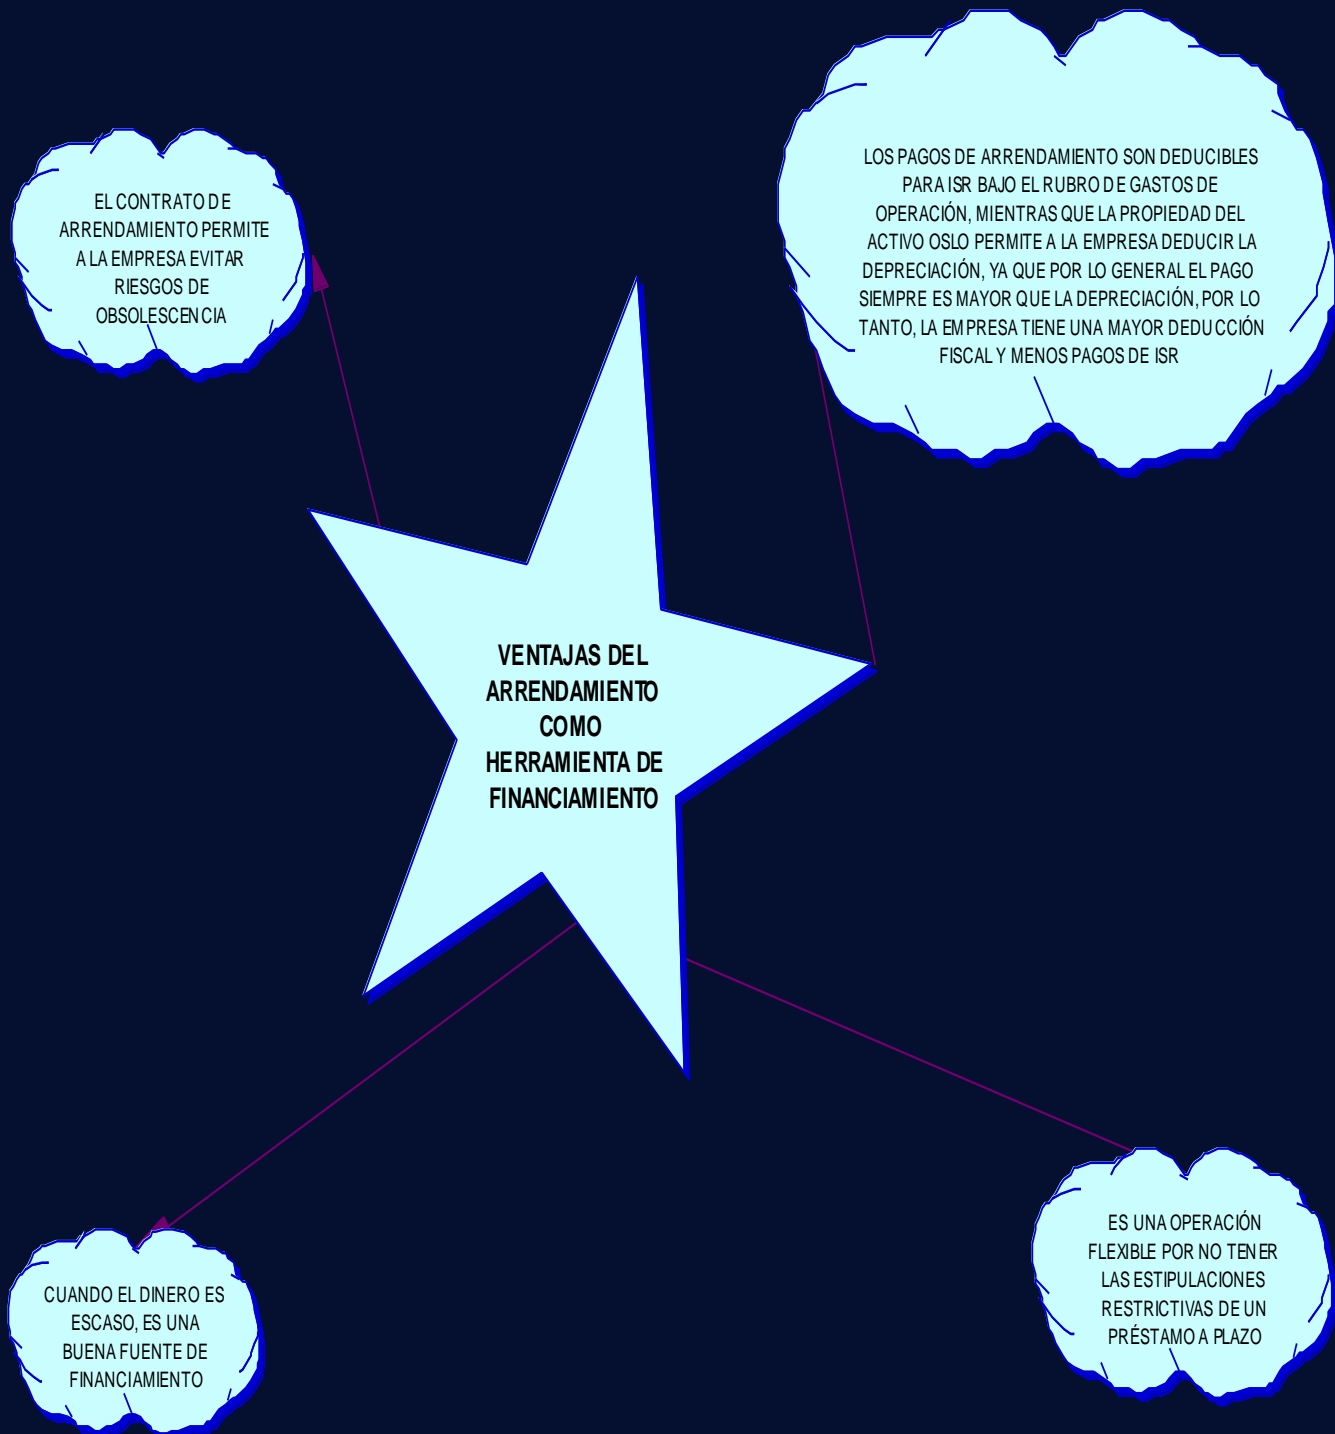 EL CONTRATO DE
ARRENDAMIENTO PERMITE
A LA EMPRESA EVITAR
RIESGOS DE
OBSOLESCENCIA
LOS PAGOS DE ARRENDAMIENTO SON DEDUCIBLES
PARA ISR BAJO EL RUBRO DE GASTOS DE
OPERACIÓN, MIENTRAS QUE LA PROPIEDAD DEL
ACTIVO OSLO PERMITE A LA EMPRESA DEDUCIR LA
DEPRECIACIÓN, YA QUE POR LO GENERAL EL PAGO
SIEMPRE ES MAYOR QUE LA DEPRECIACIÓN, POR LO
TANTO, LA EMPRESA TIENE UNA MAYOR DEDUCCIÓN
FISCAL Y MENOS PAGOS DE ISR
VENTAJAS DEL
ARRENDAMIENTO
COMO
HERRAMIENTA DE
FINANCIAMIENTO
CUANDO EL DINERO ES
ESCASO, ES UNA
BUENA FUENTE DE
FINANCIAMIENTO
ES UNA OPERACIÓN
FLEXIBLE POR NO TENER
LAS ESTIPULACIONES
RESTRICTIVAS DE UN
PRÉSTAMO A PLAZO